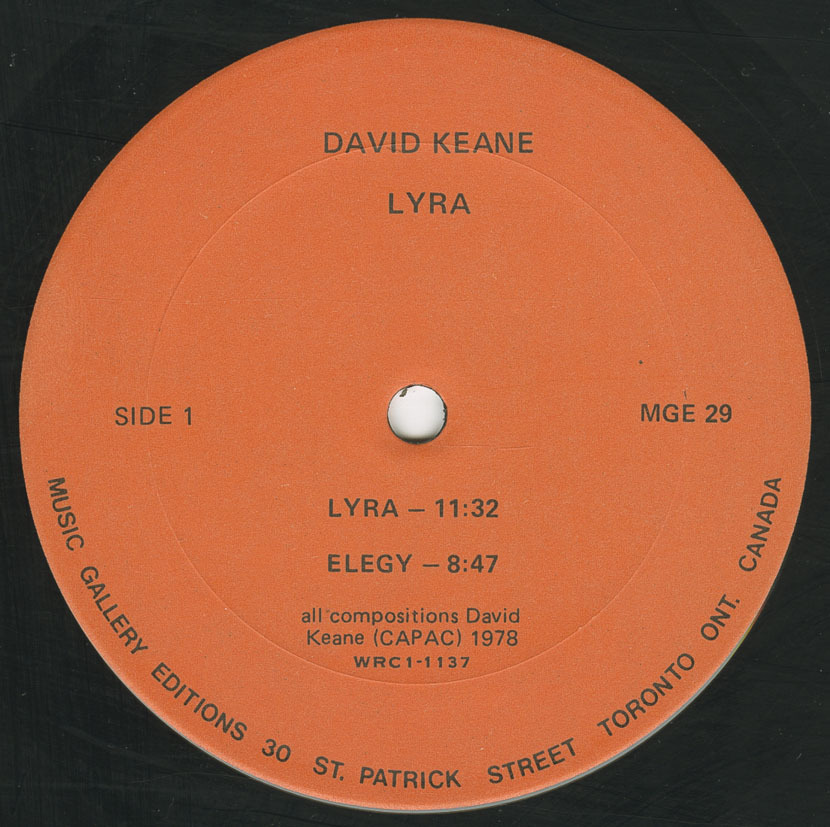 DAVID KEANE
LYRA
SIDE 1
MGE 29
LYRA – 11:32
ELEGY – 8:47
all compositions David
Keane (CAPAC) 1978
WRC1-1137
MUSIC GALLERY EDITIONS 30 ST. PATRICK STREET TORONTO ONT. CANADA